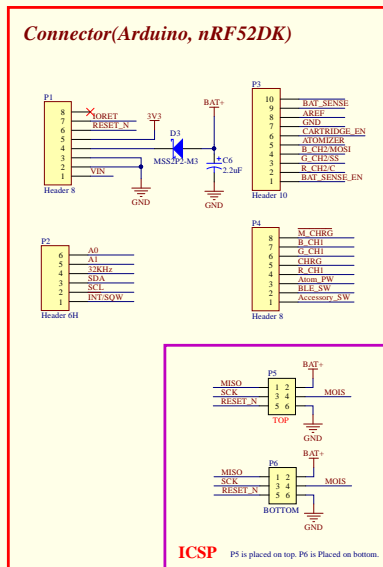 Connector(Arduino, nRF52DK)
P1
8
7 IORET
6 RESET_N
5
4
3
2
1 VIN
Header 8
3V3
D3
MSS2P2-M3
BAT+
C6
2.2uF
GND
GND
P3
10
9 BAT_SENSE
8 AREF
7 GND
6 CARTRIDGE_EN
5 ATOMIZER
4 B_CH2/MOSI
3 G_CH2/SS
2 R_CH2/C
1 BAT_SENSE_EN
Header 10
P2
6 A0
5 A1
4 32KHz
3 SDA
2 SCL
1 INT/SQW
Header 6H
P4
8 M_CHRG
7 B_CH1
6 G_CH1
5 CHRG
4 R_CH1
3 Atom_PW
2 BLE_SW
1 Accessory_SW
Header 8
BAT+
P5
MISO 1 2
SCK 3 4 MOIS
RESET_N 5 6
TOP
GND
BAT+
P6
MISO 1 2
SCK 3 4 MOIS
RESET_N 5 6
BOTTOM
GND
ICSP P5 is placed on top. P6 is Placed on bottom.